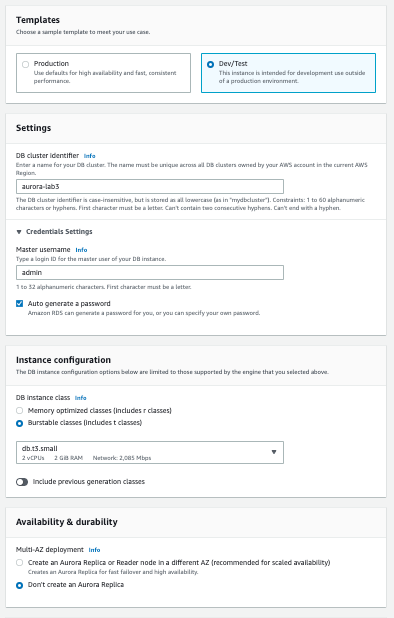 Templates
Choose a sample template to meet your use case.
Production
Use defaults for high availability and fast, consistent
performance.
Dev/Test
This instance is intended for development use outside
of a production environment.
Settings
DB cluster identifier Info
Enter a name for your DB cluster. The name must be unique across all DB clusters owned by your AWS account in the current AWS
Region.
aurora-lab3
The DB cluster identifier is case-insensitive, but is stored as all lowercase (as in "mydbcluster"). Constraints: 1 to 60 alphanumeric
characters or hyphens. First character must be a letter. Can't contain two consecutive hyphens. Can't end with a hyphen.
Credentials Settings
Master username Info
Type a login ID for the master user of your DB instance.
admin
1 to 32 alphanumeric characters. First character must be a letter.
Auto generate a password
Amazon RDS can generate a password for you, or you can specify your own password.
Instance configuration
The DB instance configuration options below are limited to those supported by the engine that you selected above.
DB instance class Info
Memory optimized classes (includes r classes)
Burstable classes (includes t classes)
db.t3.small
2 vCPUs 2 GiB RAM Network: 2,085 Mbps
Include previous generation classes
Availability & durability
Multi-AZ deployment Info
Create an Aurora Replica or Reader node in a different AZ (recommended for scaled availability)
Creates an Aurora Replica for fast failover and high availability.
Don't create an Aurora Replica